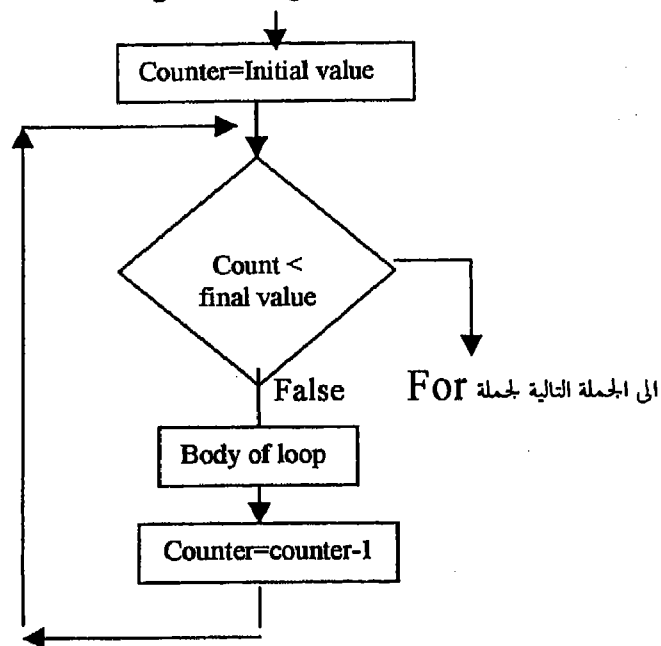 Counter=Initial value
Count <
final value
False
الى الجملة التالية لجملة For
Body of loop
Counter=counter-1